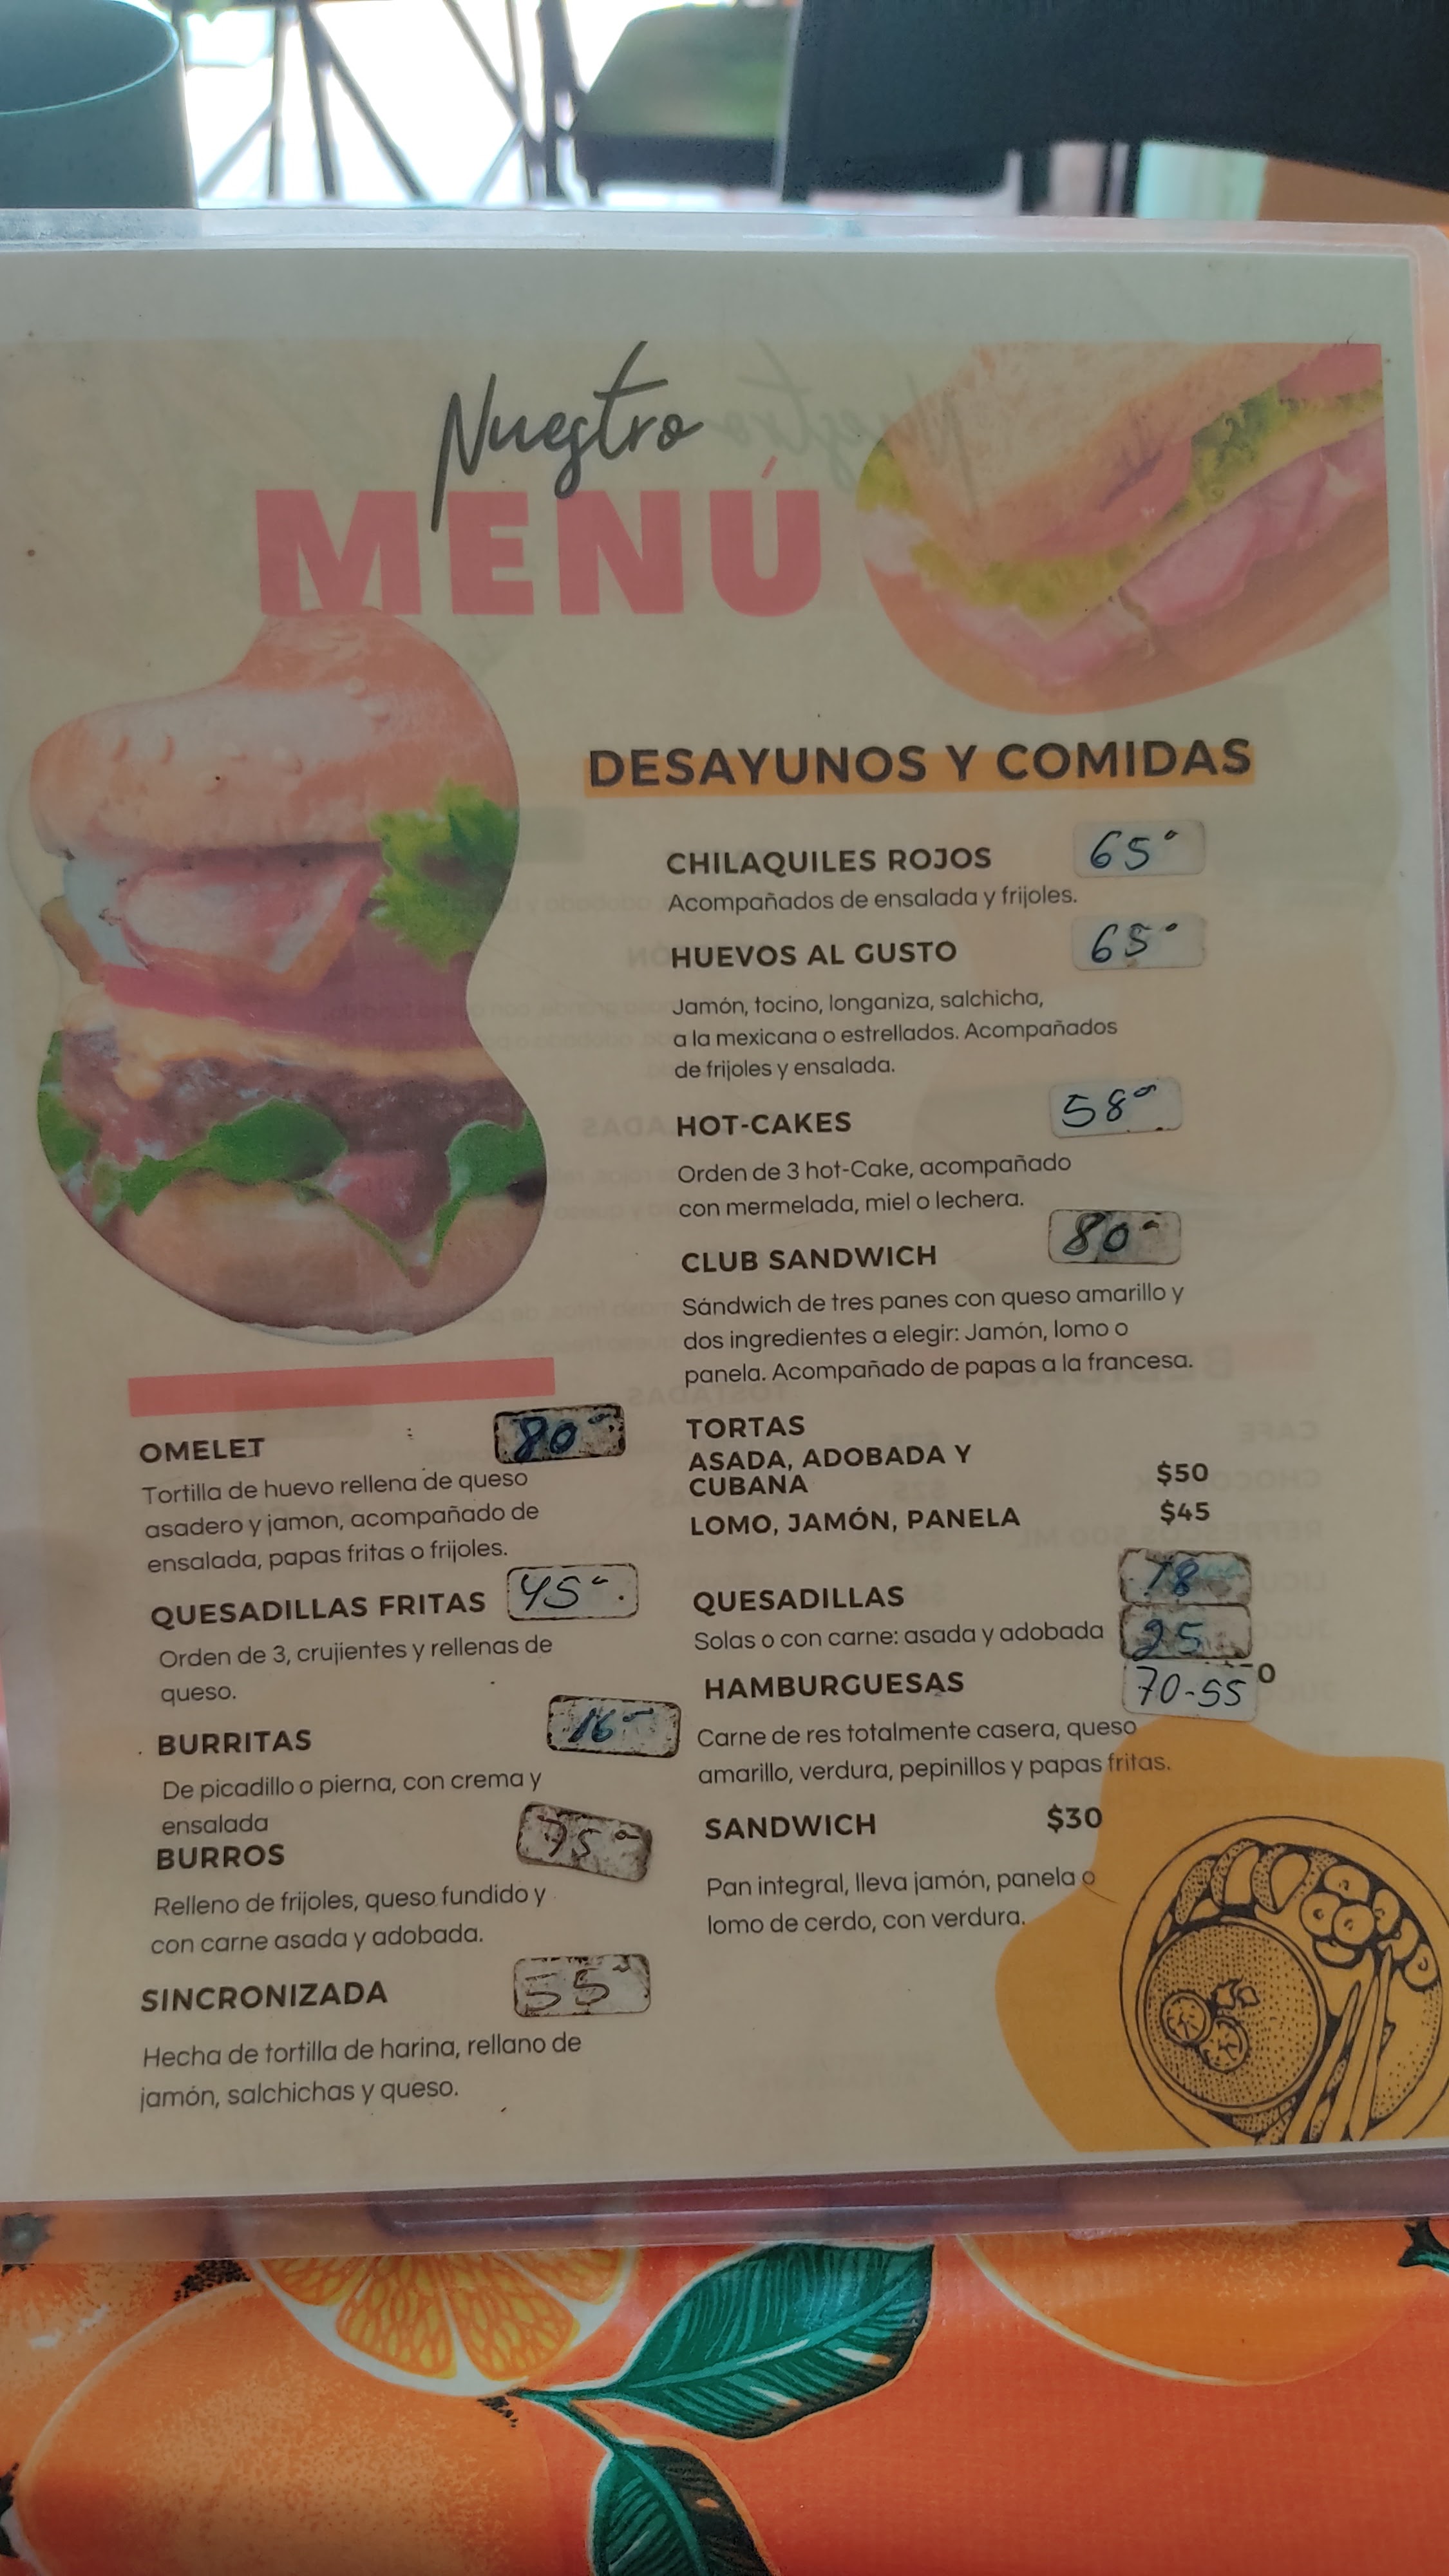 Nuestro
MENÚ
DESAYUNOS Y COMIDAS
CHILAQUILES ROJOS 65°
Acompañados de ensalada y frijoles.
HUEVOS AL GUSTO 65°
Jamón, tocino, longaniza, salchicha,
a la mexicana o estrellados. Acompañados
de frijoles y ensalada.
HOT-CAKES 58
Orden de 3 hot-Cake, acompañado
con mermelada, miel o lechera.
CLUB SANDWICH 80
Sándwich de tres panes con queso amarillo y
dos ingredientes a elegir: Jamón, lomo o
panela. Acompañado de papas a la francesa.
TORTAS
ASADA, ADOBADA Y
CUBANA $50
LOMO, JAMÓN, PANELA $45
QUESADILLAS 18
Solas o con carne: asada y adobada 25
HAMBURGUESAS 70-55
Carne de res totalmente casera, queso
amarillo, verdura, pepinillos y papas fritas.
SANDWICH $30
Pan integral, lleva jamón, panela o
lomo de cerdo, con verdura.
OMELET 80
Tortilla de huevo rellena de queso
asadero y jamon, acompañado de
ensalada, papas fritas o frijoles.
QUESADILLAS FRITAS 45
Orden de 3, crujientes y rellenas de
queso.
BURRITAS 16
De picadillo o pierna, con crema y
ensalada
BURROS 75
Relleno de frijoles, queso fundido y
con carne asada y adobada.
SINCRONIZADA 55
Hecha de tortilla de harina, rellano de
jamón, salchichas y queso.